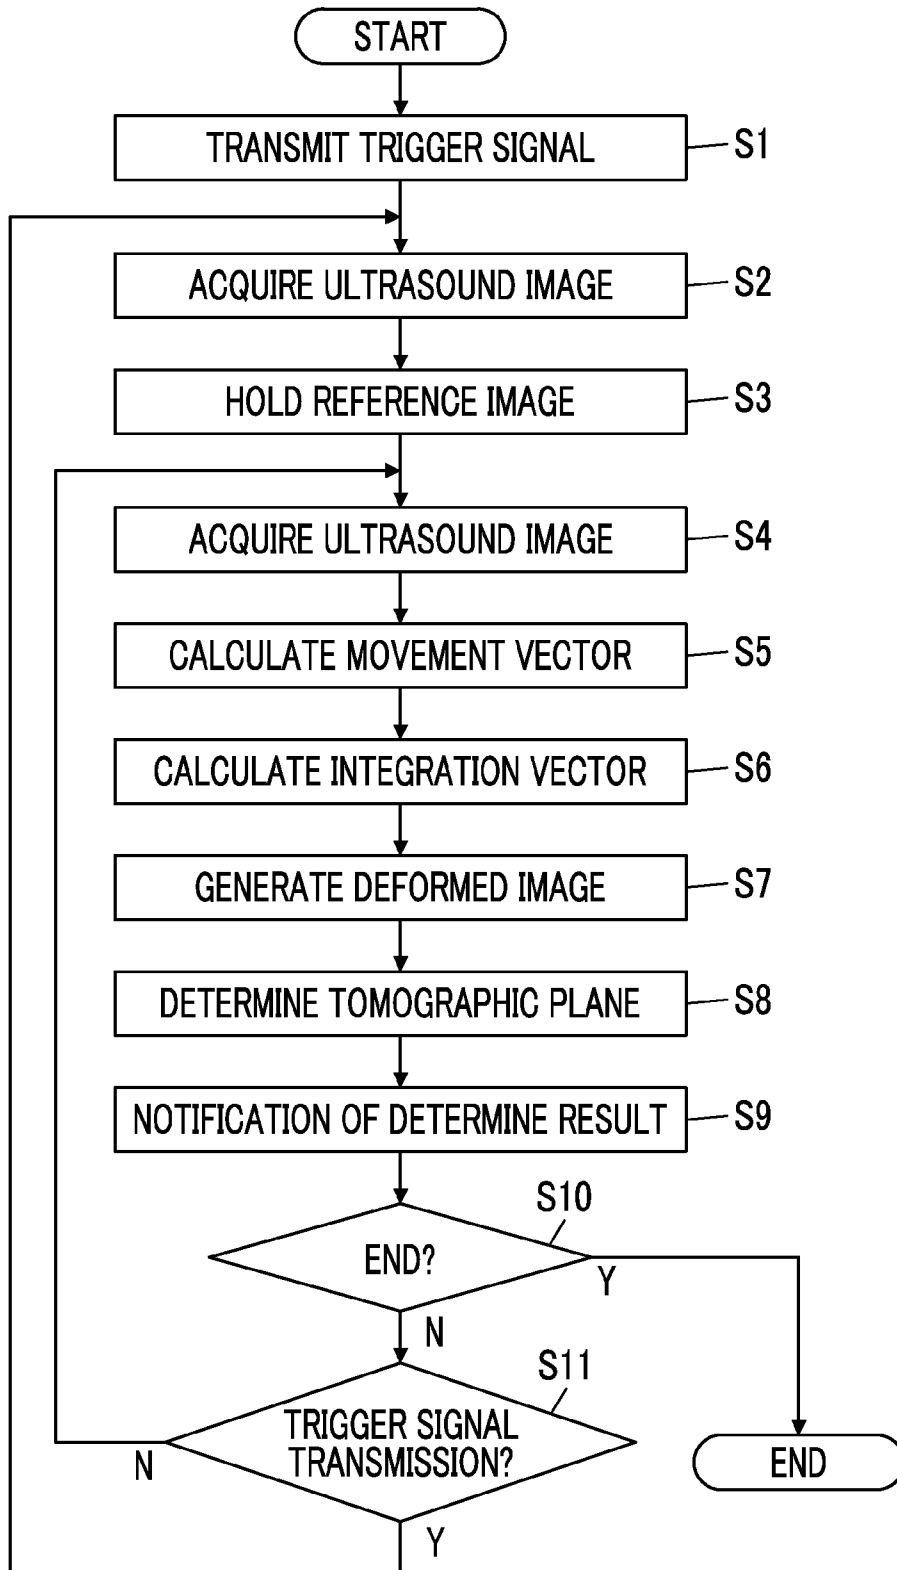 START
TRANSMIT TRIGGER SIGNAL
S1
ACQUIRE ULTRASOUND IMAGE
S2
HOLD REFERENCE IMAGE
S3
ACQUIRE ULTRASOUND IMAGE
S4
CALCULATE MOVEMENT VECTOR
S5
CALCULATE INTEGRATION VECTOR
S6
GENERATE DEFORMED IMAGE
S7
DETERMINE TOMOGRAPHIC PLANE
S8
NOTIFICATION OF DETERMINE RESULT
S9
S10
END?
Y
N
S11
TRIGGER SIGNAL
TRANSMISSION?
N
Y
END